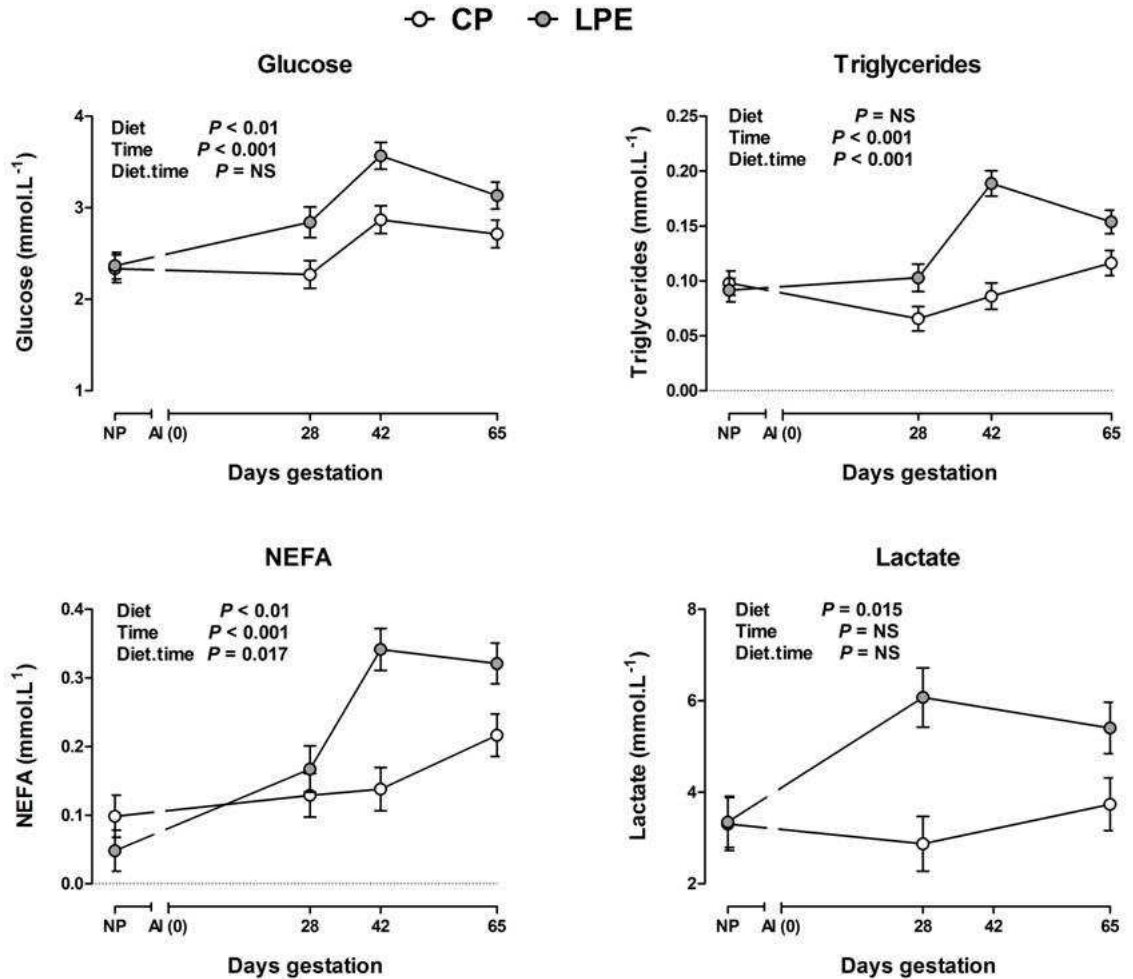 CP LPE
Glucose
Diet P < 0.01
Time P < 0.001
Diet.time P = NS
Glucose (mmol.L⁻¹)
4
3
2
1
NP AI (0) 28 42 65
Days gestation
Triglycerides
Diet P = NS
Time P < 0.001
Diet.time P < 0.001
Triglycerides (mmol.L⁻¹)
0.25
0.20
0.15
0.10
0.05
0.00
NP AI (0) 28 42 65
Days gestation
NEFA
Diet P < 0.01
Time P < 0.001
Diet.time P = 0.017
NEFA (mmol.L⁻¹)
0.4
0.3
0.2
0.1
0.0
NP AI (0) 28 42 65
Days gestation
Lactate
Diet P = 0.015
Time P = NS
Diet.time P = NS
Lactate (mmol.L⁻¹)
8
6
4
2
NP AI (0) 28 42 65
Days gestation